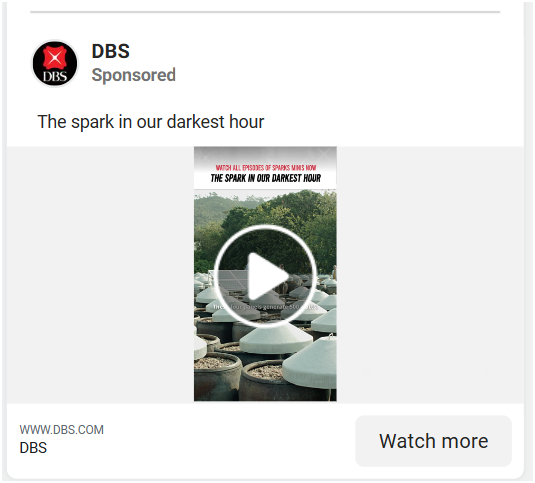 DBS
DBS
Sponsored
The spark in our darkest hour
WATCH ALL EPISODES OF SPARKS MINIS NOW
THE SPARK IN OUR DARKEST HOUR
generate
WWW.DBS.COM
DBS
Watch more